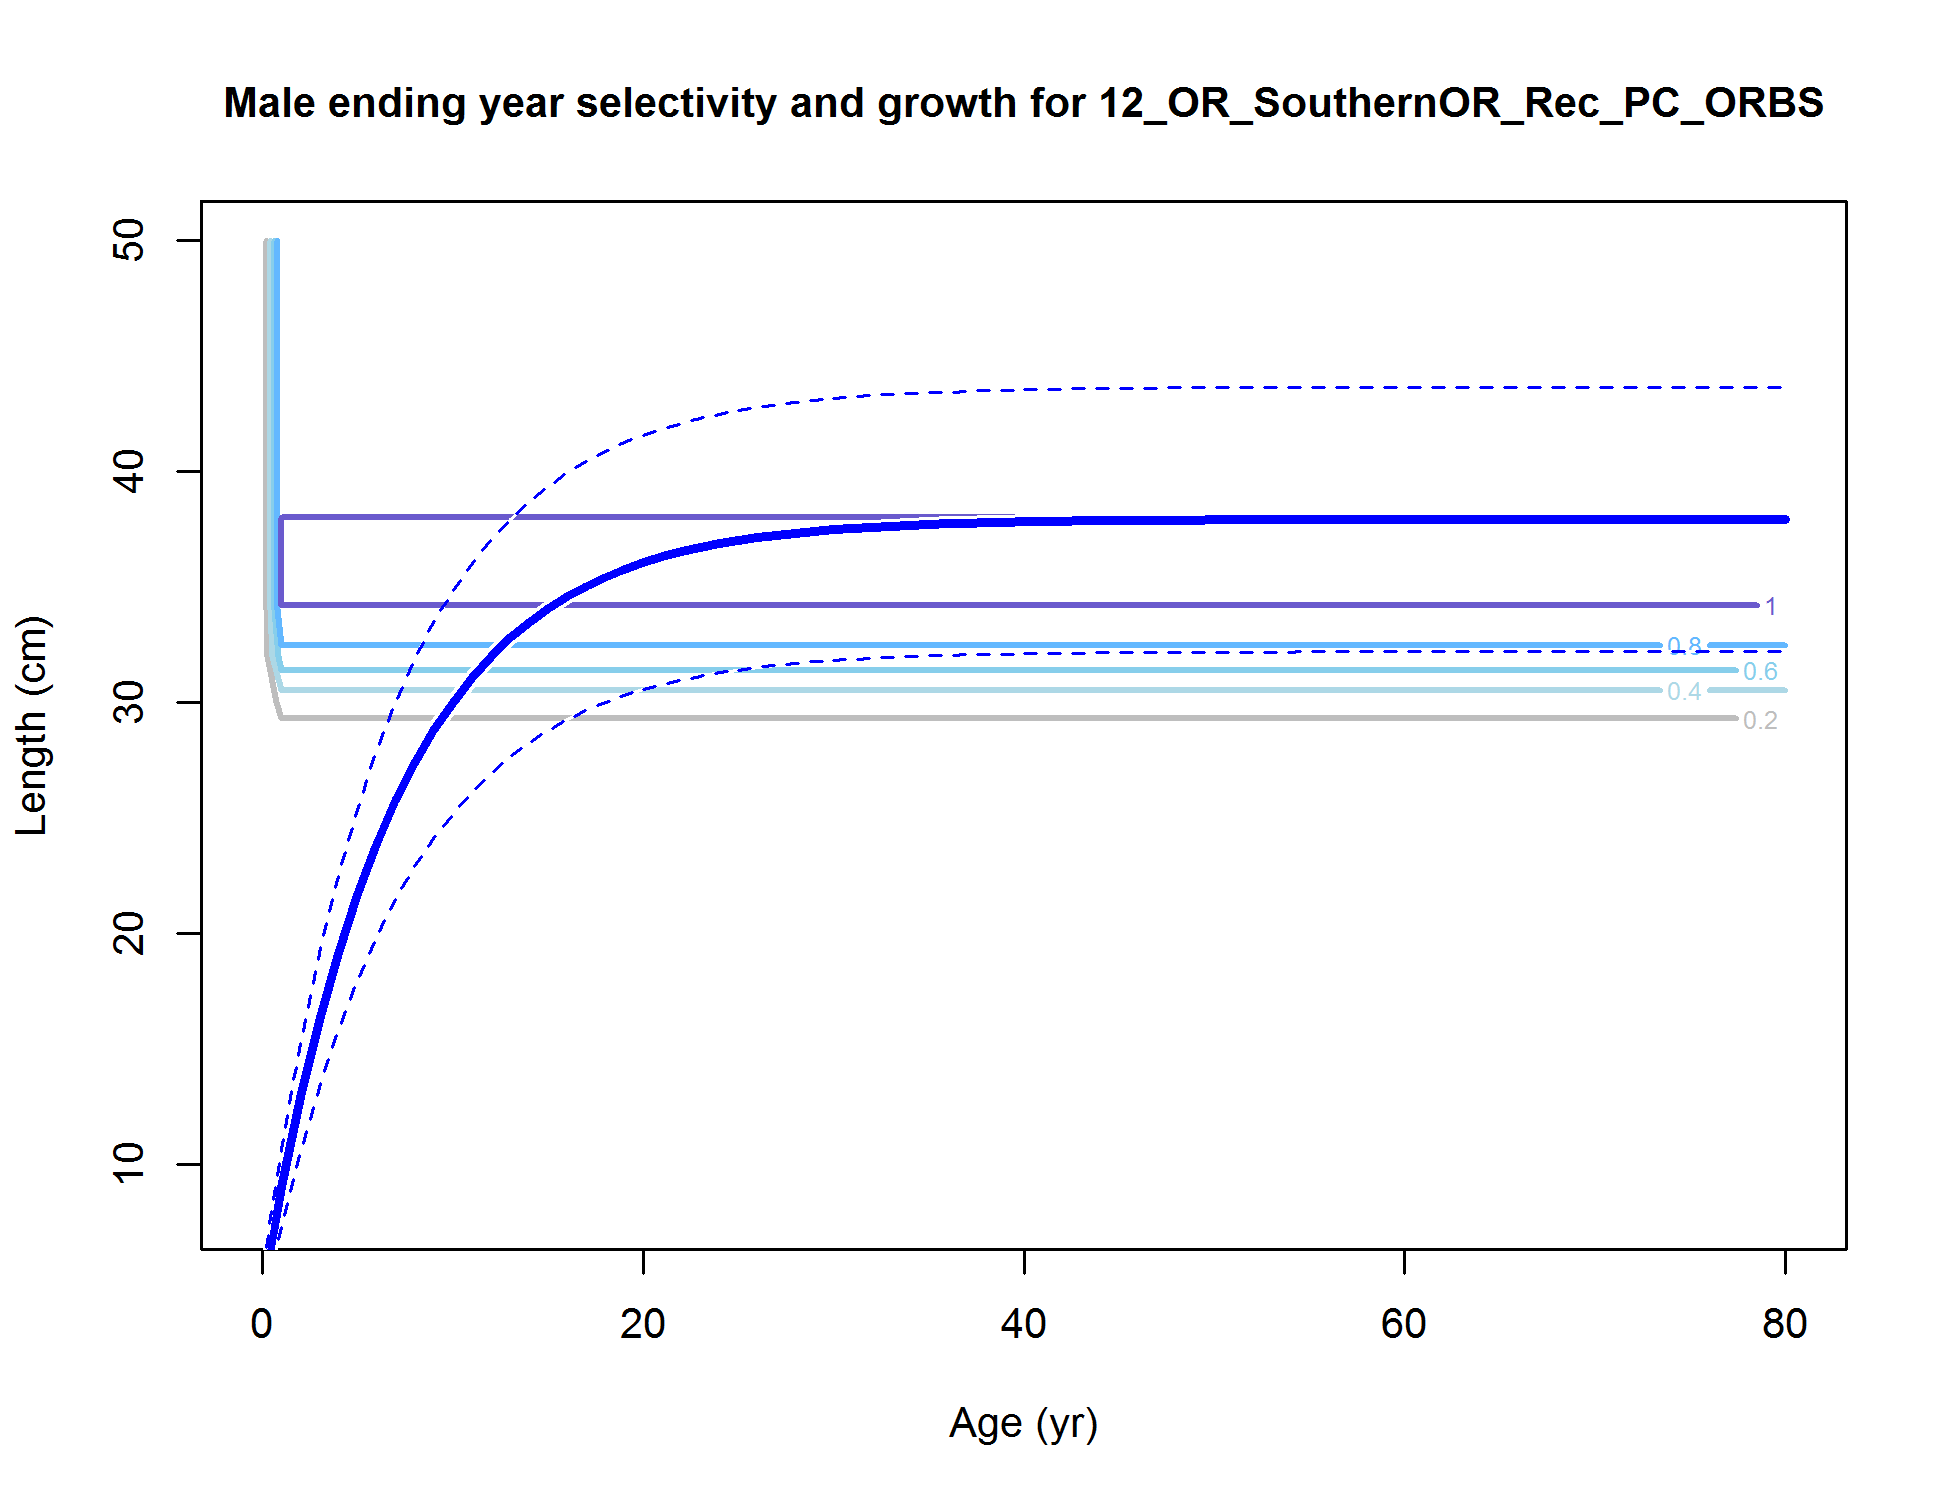 Male ending year selectivity and growth for 12_OR_SouthernOR_Rec_PC_ORBS
50
40
30
20
10
Length (cm)
1
0.8
0.6
0.4
0.2
0 20 40 60 80
Age (yr)